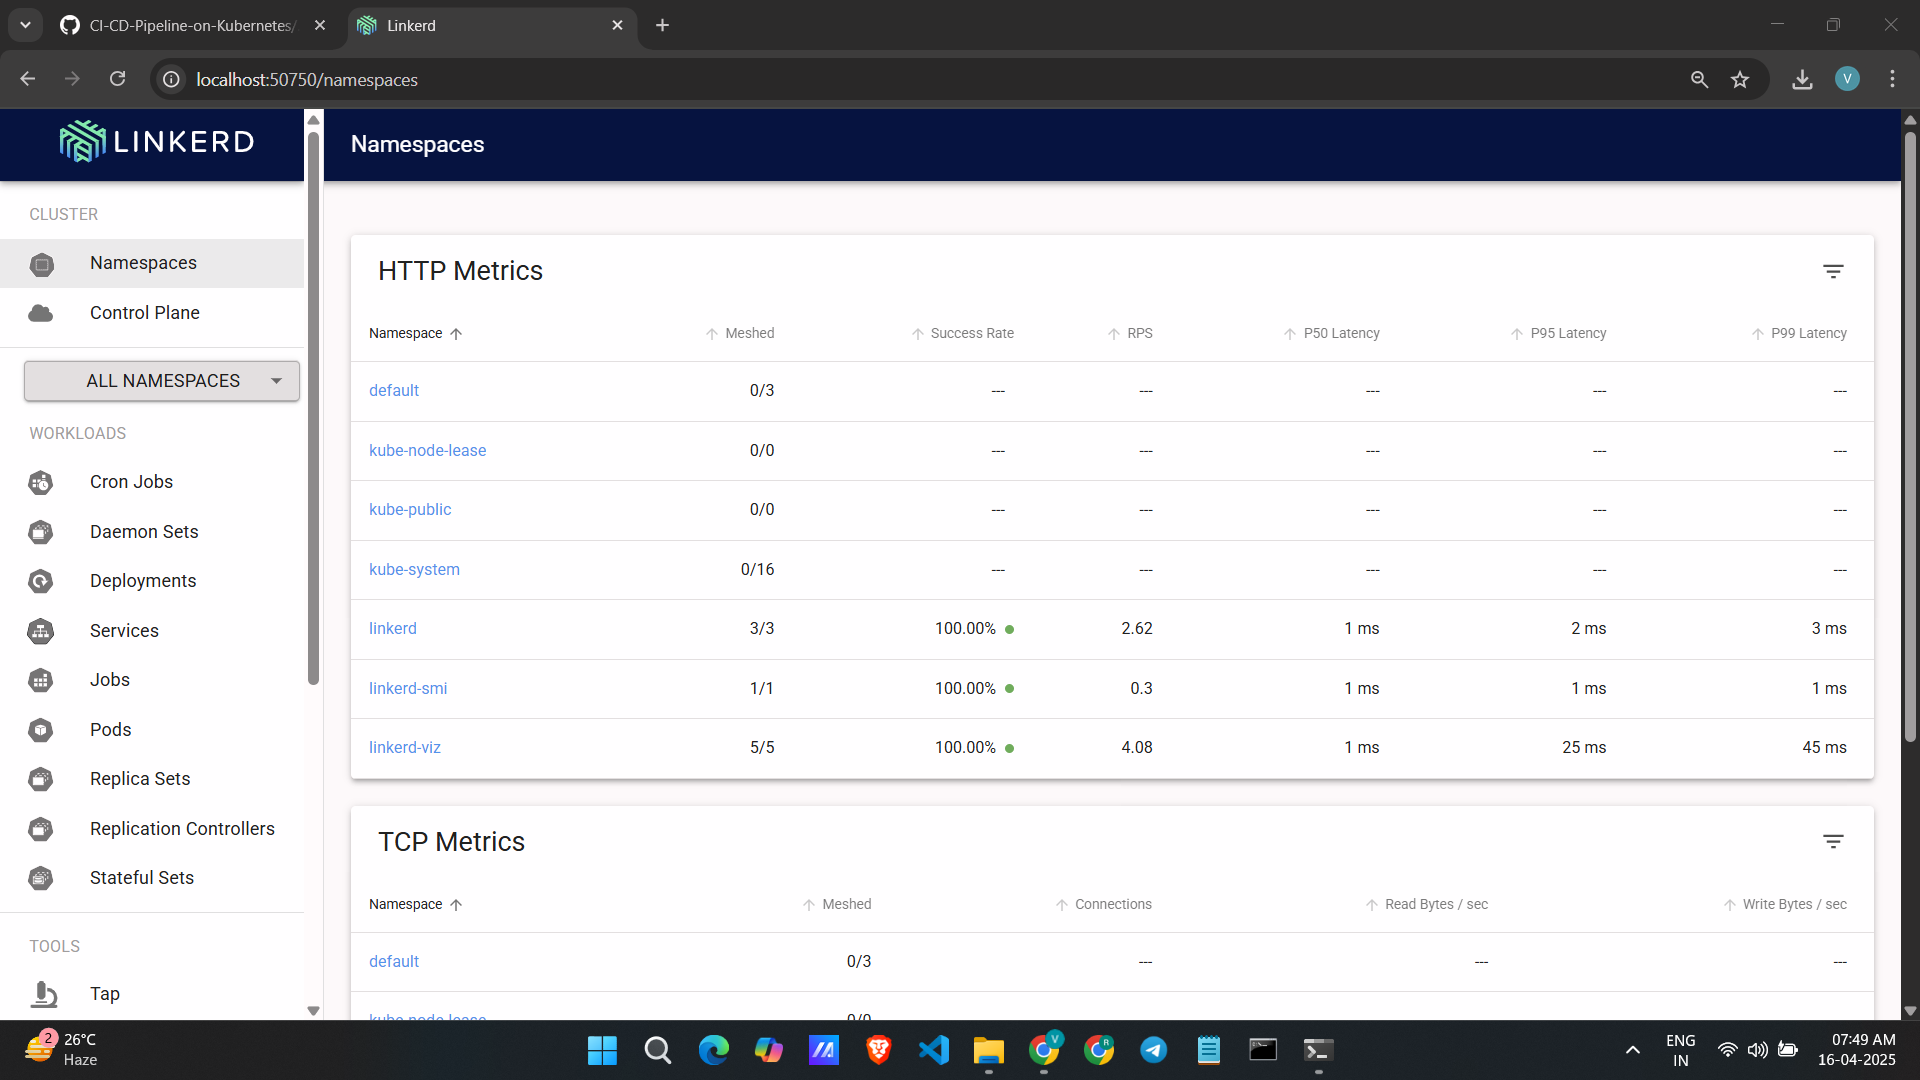 CI-CD-Pipeline-on-Kubernetes/
Linkerd
localhost:50750/namespaces
V
LINKERD
Namespaces
CLUSTER
Namespaces
Control Plane
ALL NAMESPACES
WORKLOADS
Cron Jobs
Daemon Sets
Deployments
Services
Jobs
Pods
Replica Sets
Replication Controllers
Stateful Sets
TOOLS
Tap
HTTP Metrics
Namespace Meshed Success Rate RPS P50 Latency P95 Latency P99 Latency
default 0/3 --- --- --- --- ---
kube-node-lease 0/0 --- --- --- --- ---
kube-public 0/0 --- --- --- --- ---
kube-system 0/16 --- --- --- --- ---
linkerd 3/3 100.00% 2.62 1 ms 2 ms 3 ms
linkerd-smi 1/1 100.00% 0.3 1 ms 1 ms 1 ms
linkerd-viz 5/5 100.00% 4.08 1 ms 25 ms 45 ms
TCP Metrics
Namespace Meshed Connections Read Bytes / sec Write Bytes / sec
default 0/3 --- --- ---
kube-node-lease 0/0
2
26°C
Haze
V
R
ENG
IN
07:49 AM
16-04-2025